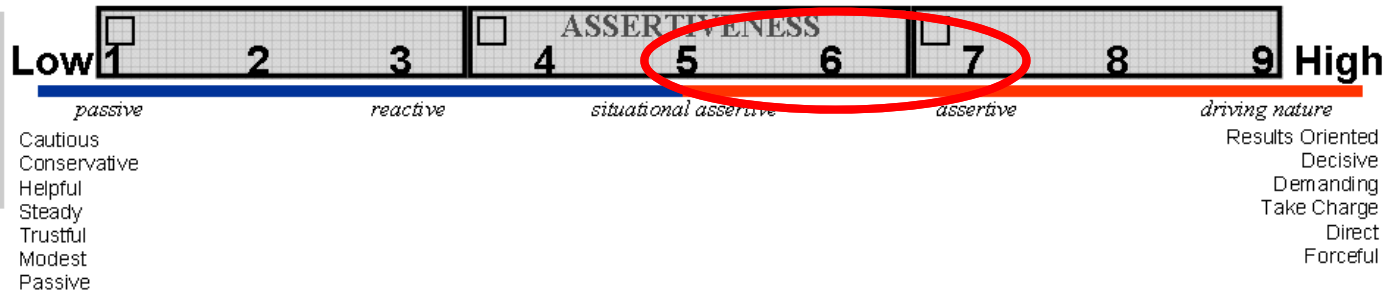 ASSERTIVENESS
Low 1 2 3 4 5 6 7 8 9 High
passive reactive situational assertive assertive driving nature
Cautious
Conservative
Helpful
Steady
Trustful
Modest
Passive
Results Oriented
Decisive
Demanding
Take Charge
Direct
Forceful